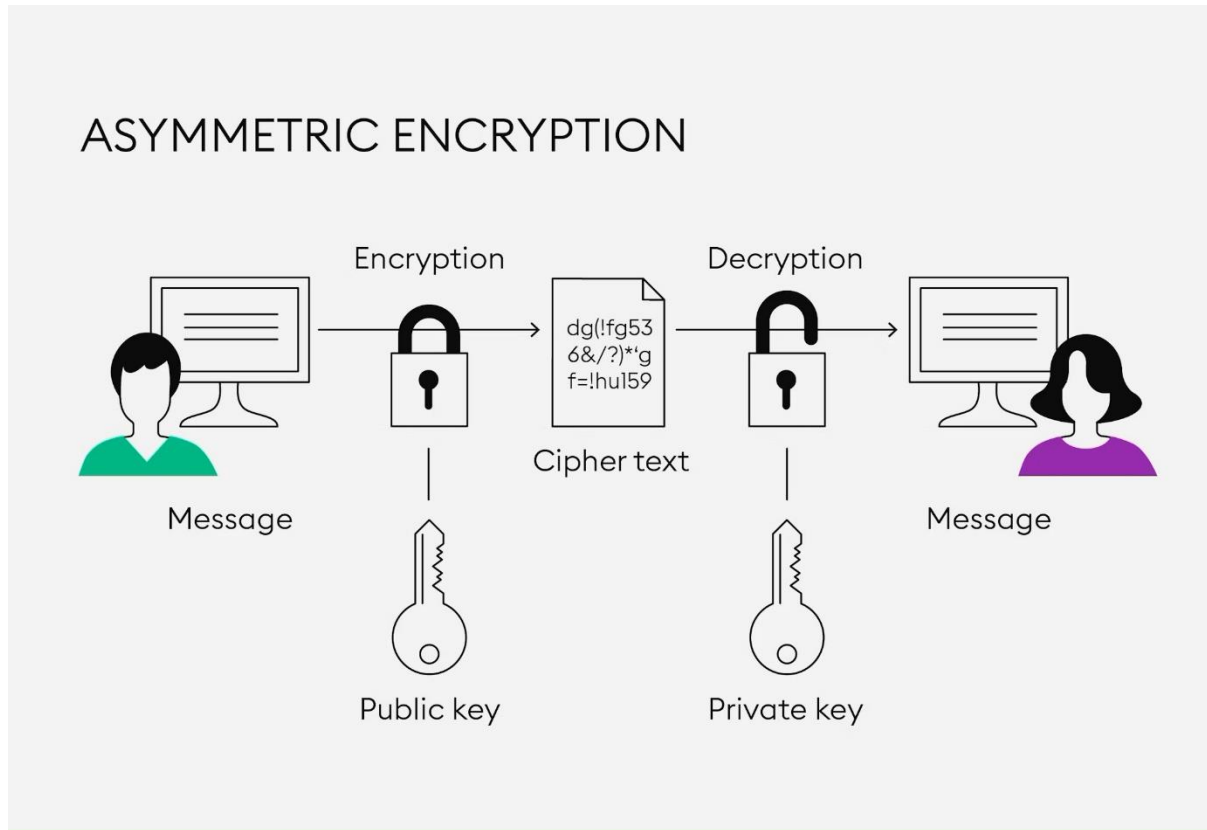 ASYMMETRIC ENCRYPTION
Encryption
Decryption
dg(!fg53
6&/?)*‘g
f=!hu159
Cipher text
Message
Message
Public key
Private key